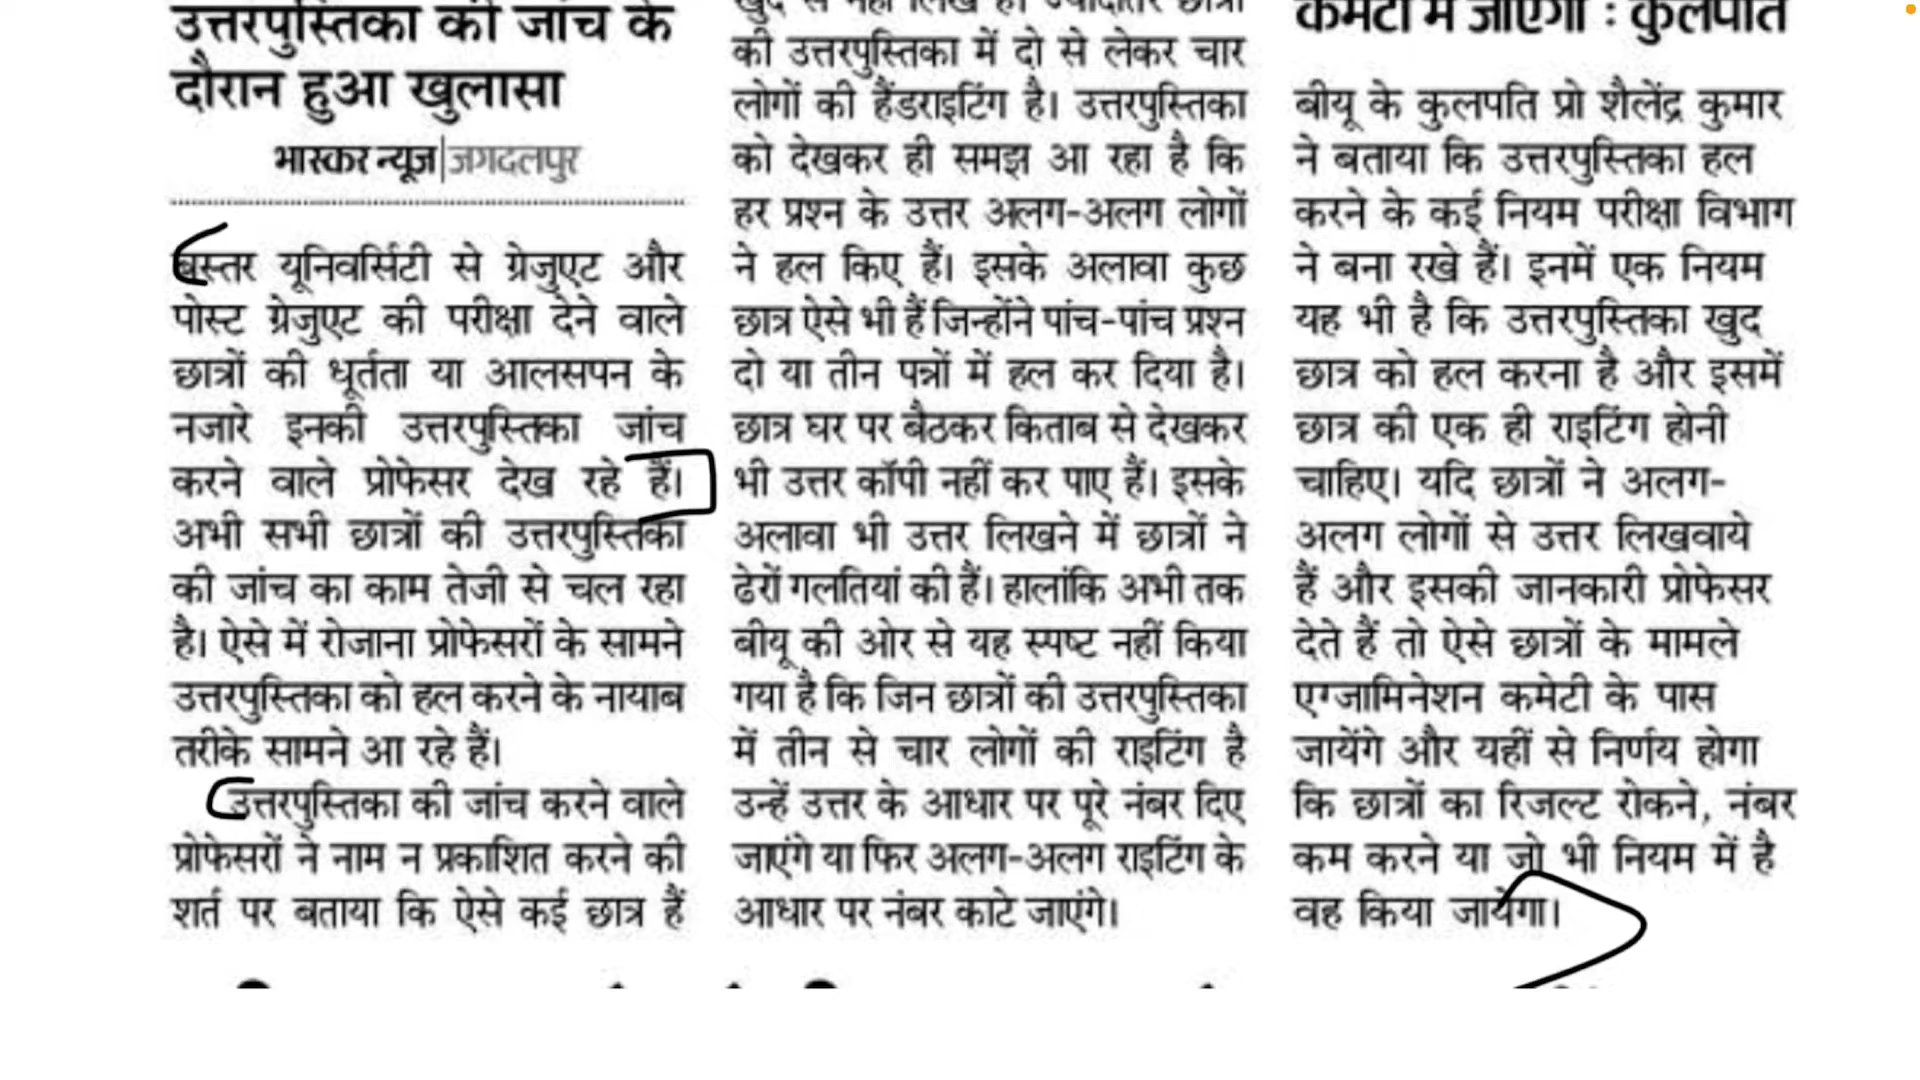 उत्तरपुस्तिका की जांच के
दौरान हुआ खुलासा
भास्कर न्यूज|जगदलपुर
बस्तर यूनिवर्सिटी से ग्रेजुएट और
पोस्ट ग्रेजुएट की परीक्षा देने वाले
छात्रों की धूर्तता या आलसपन के
नजारे इनकी उत्तरपुस्तिका जांच
करने वाले प्रोफेसर देख रहे हैं।
अभी सभी छात्रों की उत्तरपुस्तिका
की जांच का काम तेजी से चल रहा
है। ऐसे में रोजाना प्रोफेसरों के सामने
उत्तरपुस्तिका को हल करने के नायाब
तरीके सामने आ रहे हैं।
उत्तरपुस्तिका की जांच करने वाले
प्रोफेसरों ने नाम न प्रकाशित करने की
शर्त पर बताया कि ऐसे कई छात्र हैं
खुद से नहीं लिखे हैं। ज्यादातर छात्रों
की उत्तरपुस्तिका में दो से लेकर चार
लोगों की हैंडराइटिंग है। उत्तरपुस्तिका
को देखकर ही समझ आ रहा है कि
हर प्रश्न के उत्तर अलग-अलग लोगों
ने हल किए हैं। इसके अलावा कुछ
छात्र ऐसे भी हैं जिन्होंने पांच-पांच प्रश्न
दो या तीन पन्नों में हल कर दिया है।
छात्र घर पर बैठकर किताब से देखकर
भी उत्तर कॉपी नहीं कर पाए हैं। इसके
अलावा भी उत्तर लिखने में छात्रों ने
ढेरों गलतियां की हैं। हालांकि अभी तक
बीयू की ओर से यह स्पष्ट नहीं किया
गया है कि जिन छात्रों की उत्तरपुस्तिका
में तीन से चार लोगों की राइटिंग है
उन्हें उत्तर के आधार पर पूरे नंबर दिए
जाएंगे या फिर अलग-अलग राइटिंग के
आधार पर नंबर काटे जाएंगे।
कमेटी में जाएगा : कुलपति
बीयू के कुलपति प्रो शैलेंद्र कुमार
ने बताया कि उत्तरपुस्तिका हल
करने के कई नियम परीक्षा विभाग
ने बना रखे हैं। इनमें एक नियम
यह भी है कि उत्तरपुस्तिका खुद
छात्र को हल करना है और इसमें
छात्र की एक ही राइटिंग होनी
चाहिए। यदि छात्रों ने अलग-
अलग लोगों से उत्तर लिखवाये
हैं और इसकी जानकारी प्रोफेसर
देते हैं तो ऐसे छात्रों के मामले
एग्जामिनेशन कमेटी के पास
जायेंगे और यहीं से निर्णय होगा
कि छात्रों का रिजल्ट रोकने, नंबर
कम करने या जो भी नियम में है
वह किया जायेगा।